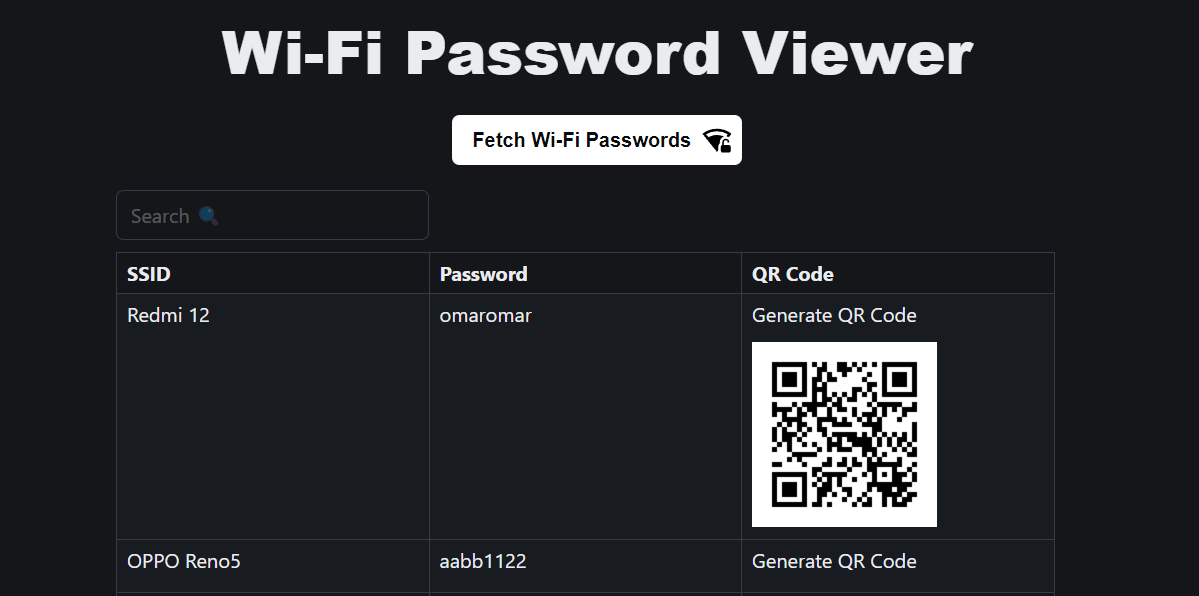 Wi-Fi Password Viewer
Fetch Wi-Fi Passwords
Search 🔍
SSID Password QR Code
Redmi 12 omaromar Generate QR Code
OPPO Reno5 aabb1122 Generate QR Code